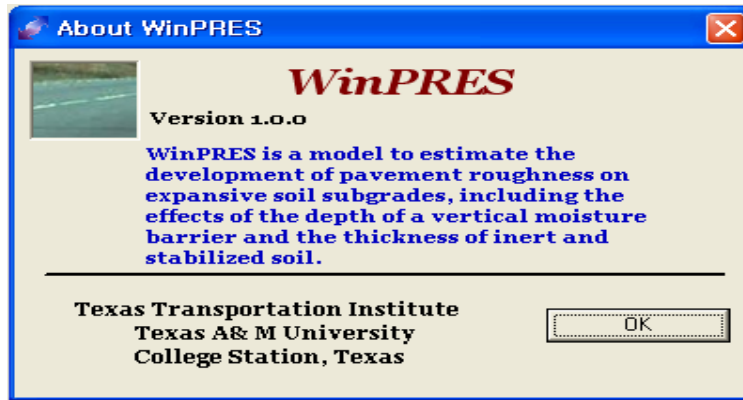 About WinPRES
WinPRES
Version 1.0.0
WinPRES is a model to estimate the
development of pavement roughness on
expansive soil subgrades, including the
effects of the depth of a vertical moisture
barrier and the thickness of inert and
stabilized soil.
Texas Transportation Institute
Texas A& M University
College Station, Texas
OK